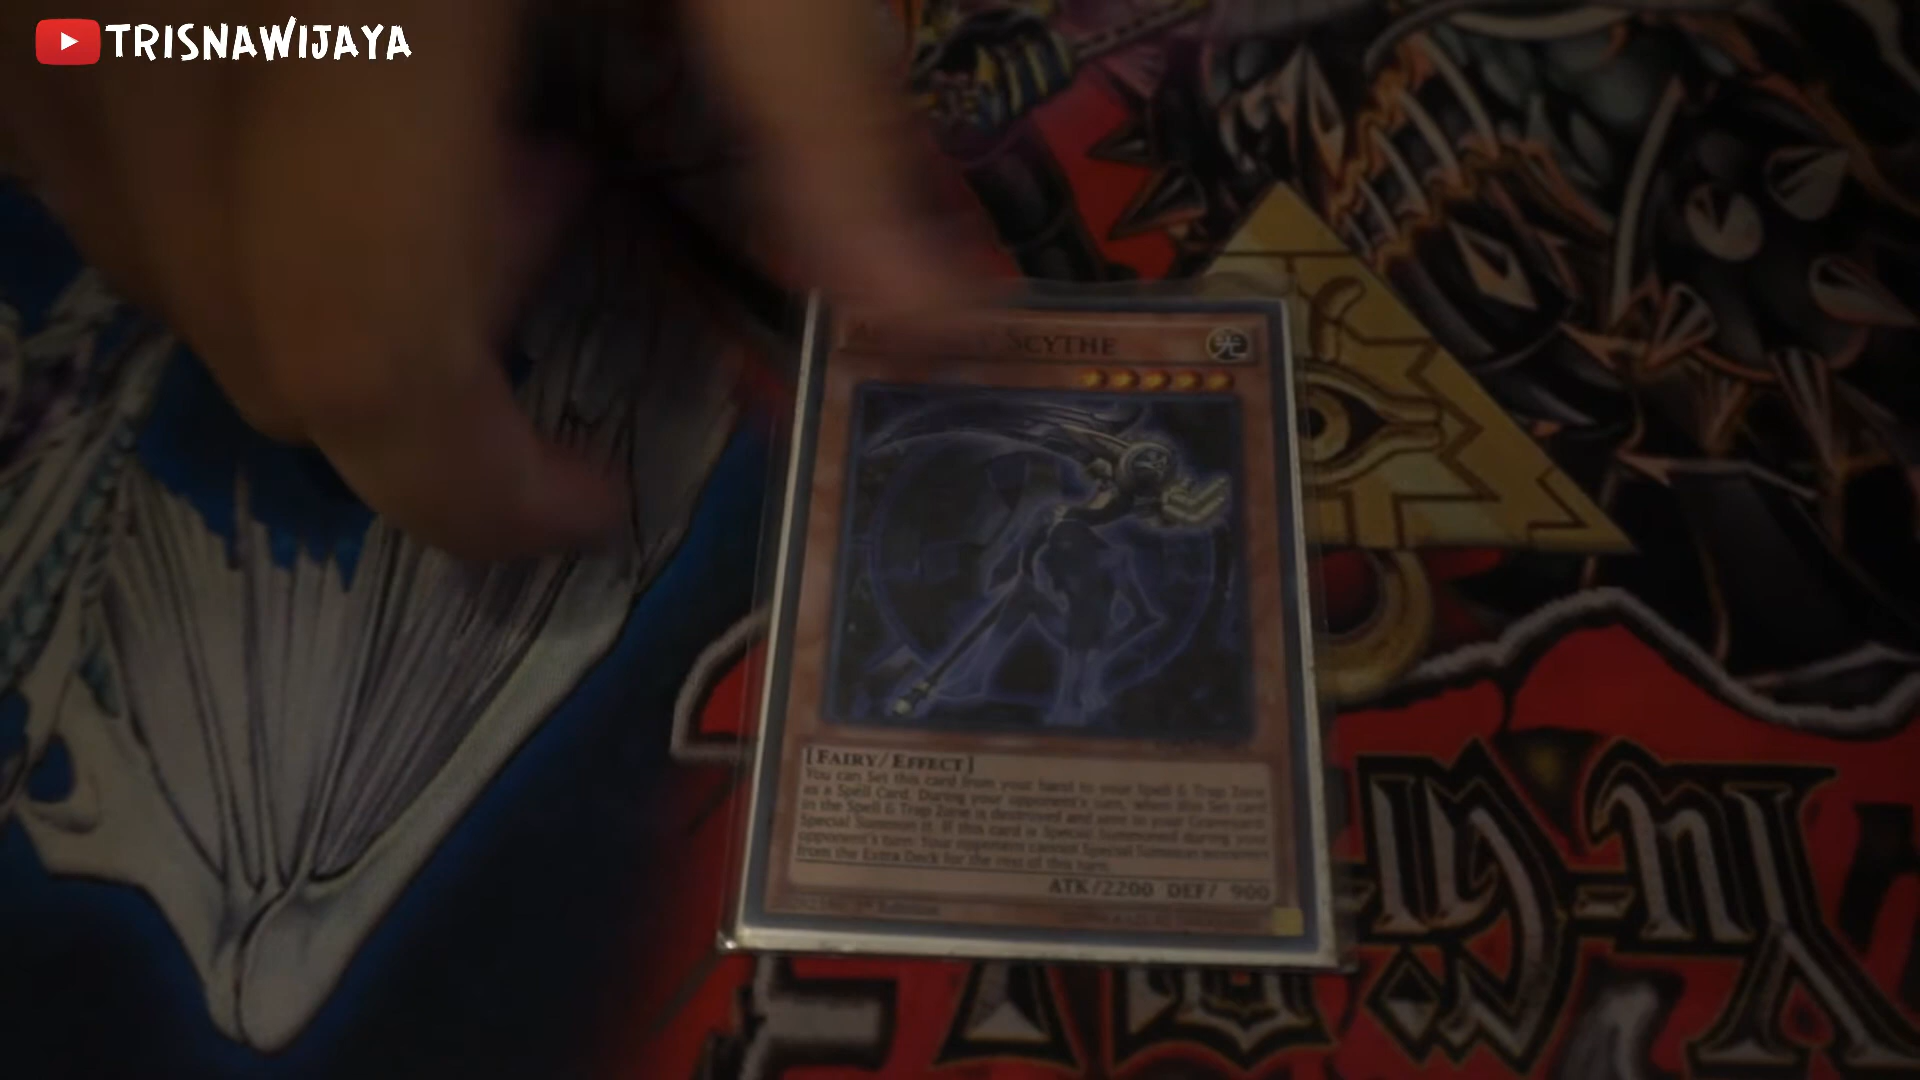 TRISNAWIJAYA
SCYTHE
[FAIRY/EFFECT]
You can Set this card from your hand to your Spell & Trap Zone
as a Spell Card. During your opponent's turn, when this Set card
in the Spell & Trap Zone is destroyed and sent to your Graveyard:
Special Summon it. If this card is Special Summoned during your
opponent's turn: Your opponent cannot Special Summon monsters
from the Extra Deck for the rest of this turn.
ATK/2200 DEF/ 900
Yu-Gi-